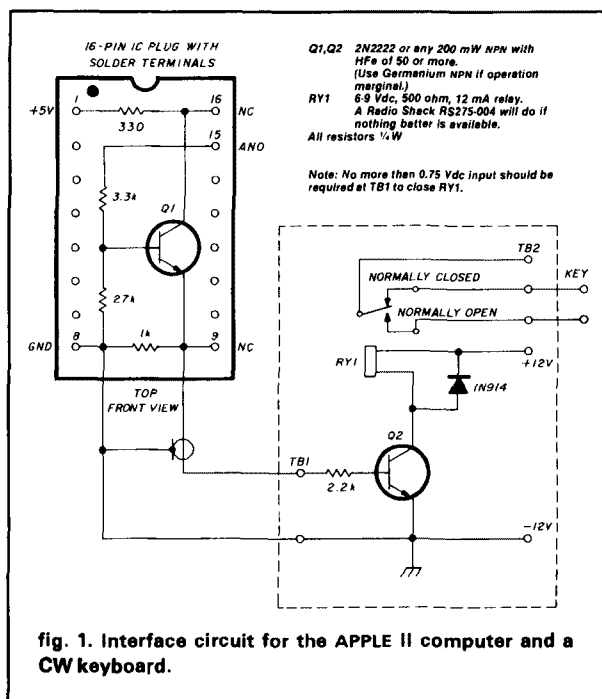 16-PIN IC PLUG WITH
SOLDER TERMINALS
+5V
1
16
NC
330
15
ANO
3.3k
Q1
27k
1k
GND
8
9
NC
TOP
FRONT VIEW
Q1,Q2 2N2222 or any 200 mW NPN with
HFe of 50 or more.
(Use Germanium NPN if operation
marginal.)
RY1 6-9 Vdc, 500 ohm, 12 mA relay.
A Radio Shack RS275-004 will do if
nothing batter is available.
All resistors ¼ W
Note: No more than 0.75 Vdc input should be
required at TB1 to close RY1.
TB2
NORMALLY CLOSED
KEY
NORMALLY OPEN
+12V
RY1
1N914
Q2
TB1
2.2k
-12V
fig. 1. Interface circuit for the APPLE II computer and a
CW keyboard.